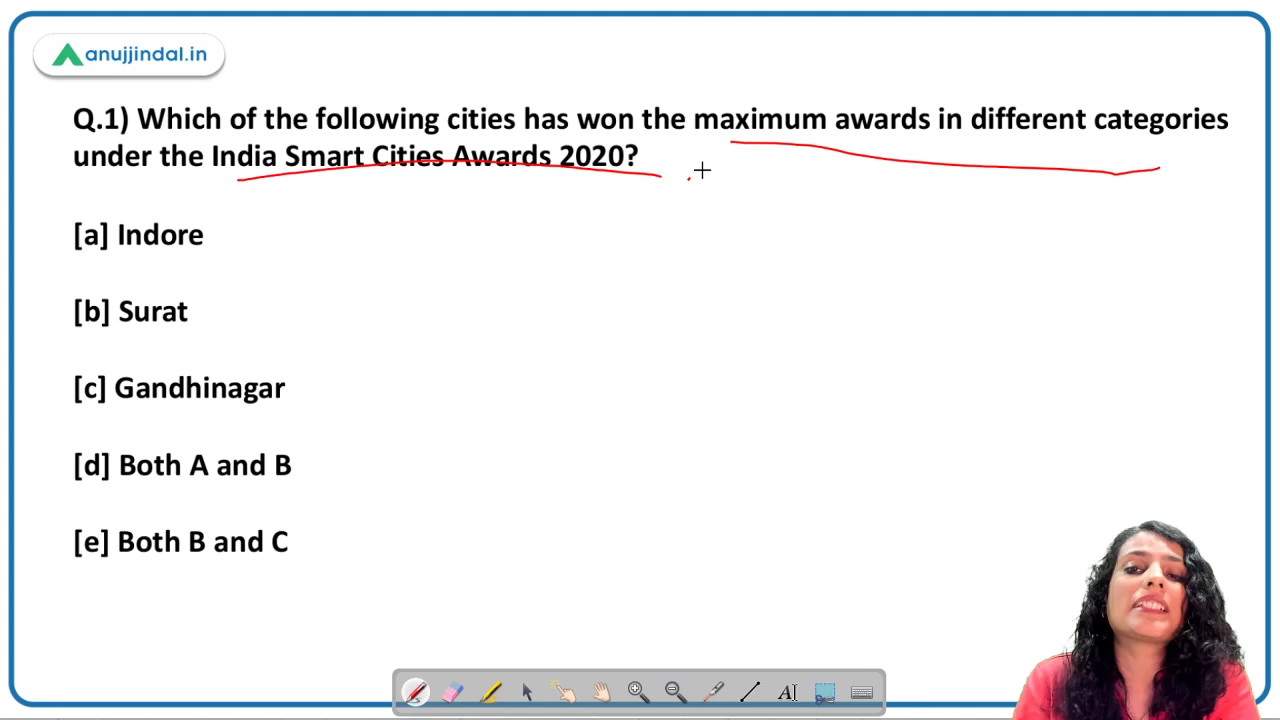 anujjindal.in
Q.1) Which of the following cities has won the maximum awards in different categories
under the India Smart Cities Awards 2020?
[a] Indore
[b] Surat
[c] Gandhinagar
[d] Both A and B
[e] Both B and C
A